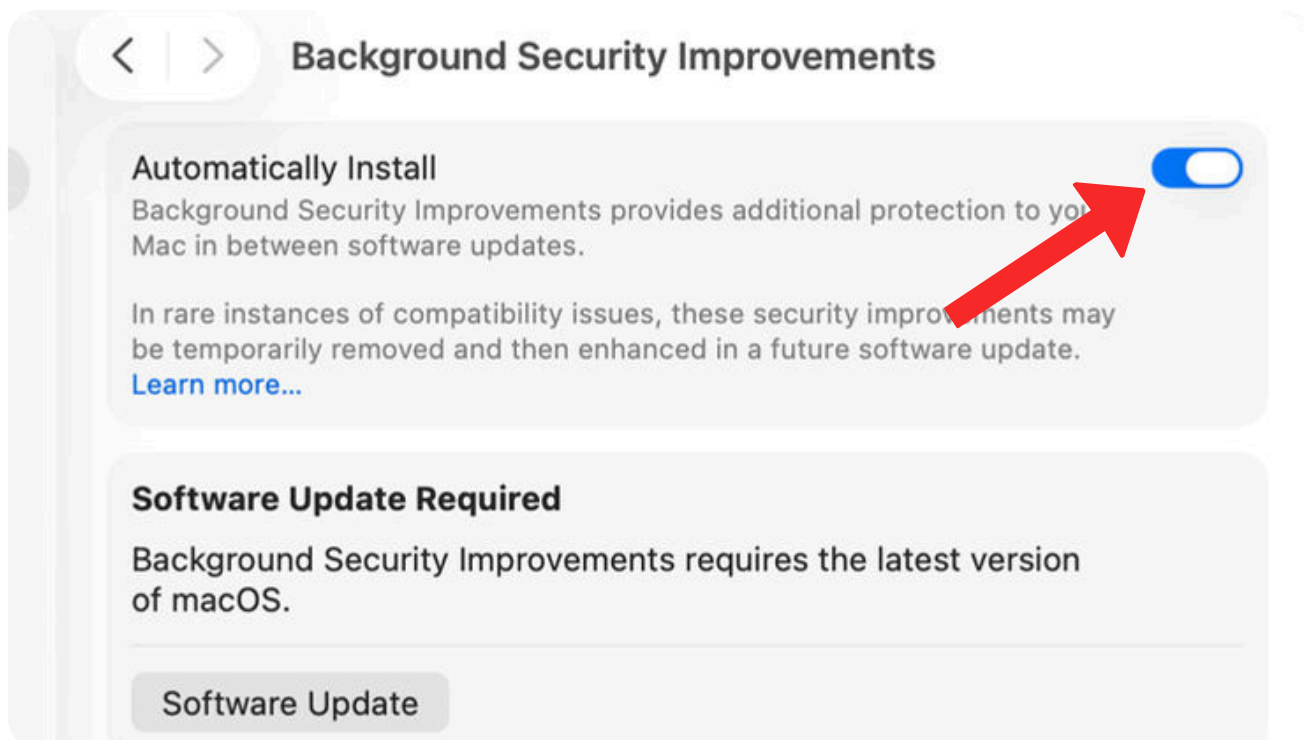 Background Security Improvements
Automatically Install
Background Security Improvements provides additional protection to you
Mac in between software updates.
In rare instances of compatibility issues, these security improvements may
be temporarily removed and then enhanced in a future software update.
Learn more...
Software Update Required
Background Security Improvements requires the latest version
of macOS.
Software Update